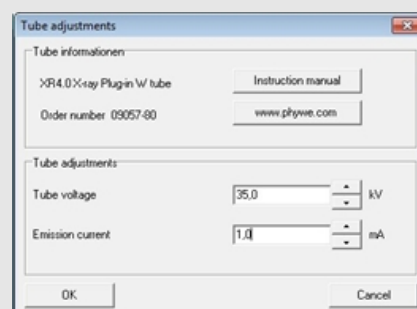 Tube adjustments
Tube informationen
XR4.0 X-ray Plug-in W tube
Instruction manual
Order number 09057-80
www.phywe.com
Tube adjustments
Tube voltage 35,0 kV
Emission current 1,0 mA
OK Cancel